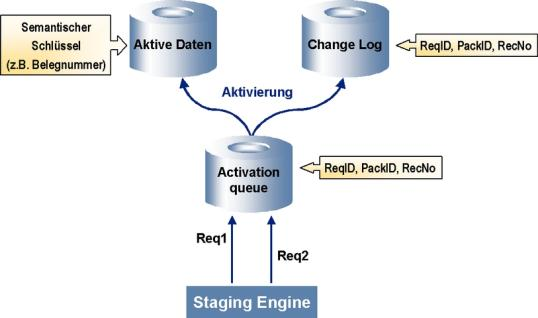 Semantischer
Schlüssel
(z.B. Belegnummer)
Aktive Daten
Change Log
ReqID, PackID, RecNo
Aktivierung
Activation
queue
ReqID, PackID, RecNo
Req1
Req2
Staging Engine